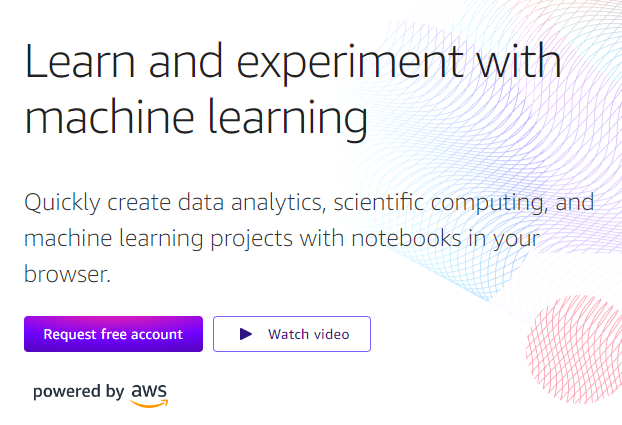 Learn and experiment with
machine learning
Quickly create data analytics, scientific computing, and
machine learning projects with notebooks in your
browser.
Request free account
Watch video
powered by aws